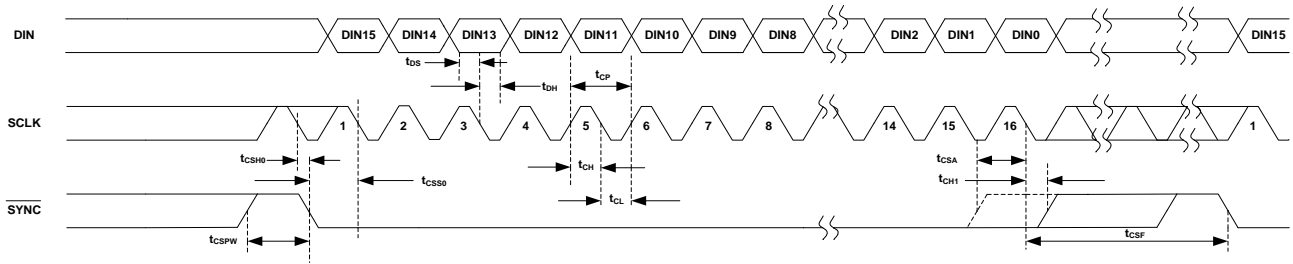 DIN
DIN15 DIN14 DIN13 DIN12 DIN11 DIN10 DIN9 DIN8 DIN2 DIN1 DIN0 DIN15
tDS
tDH
tCP
SCLK
1 2 3 4 5 6 7 8 14 15 16 1
tCSH0
tCSS0
tCH
tCL
tCSA
tCH1
SYNC
tCSPW
tCSF